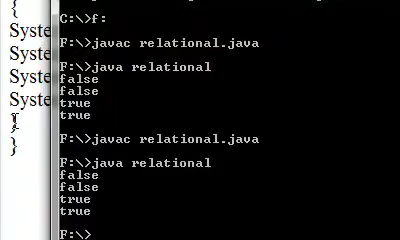 {
Syste
Syste
Syste
Syste
}
}
C:\>f:
F:\>javac relational.java
F:\>java relational
false
false
true
true
F:\>javac relational.java
F:\>java relational
false
false
true
true
F:\>